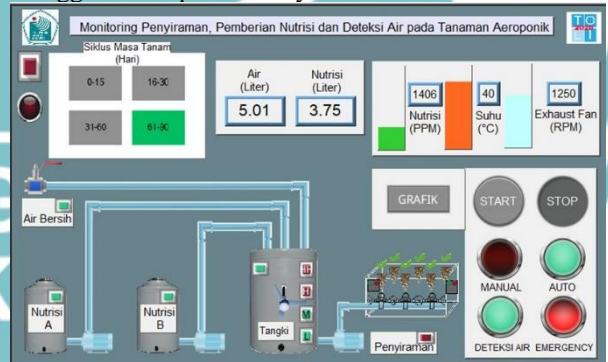 Monitoring Penyiraman, Pemberian Nutrisi dan Deteksi Air pada Tanaman Aeroponik
Siklus Masa Tanam
(Hari)
0-15
16-30
31-60
61-90
Air
(Liter)
5.01
Nutrisi
(Liter)
3.75
1406
Nutrisi
(PPM)
40
Suhu
(°C)
1250
Exhaust Fan
(RPM)
Air Bersih
GRAFIK
START
STOP
MANUAL
AUTO
DETEKSI AIR
EMERGENCY
Nutrisi
A
Nutrisi
B
Tangki
H
M
L
Penyiraman